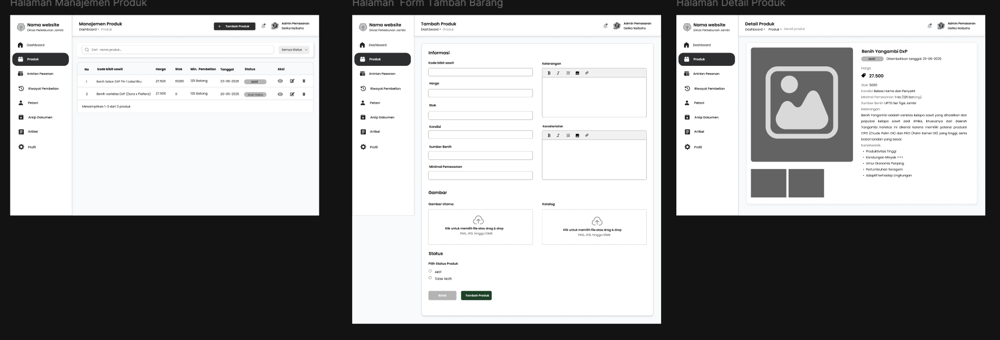 Halaman Manajemen Produk
Nama website
Dinas Perkebunan Jambi
Dashboard
Produk
Antrian Pesanan
Riwayat Pembelian
Petani
Arsip Dokumen
Artikel
Profil
Manajemen Produk
Dashboard > Produk
+ Tambah Produk
Admin Pemasaran
Delika Naibaho
Cari nama produk...
Semua Status
No kode bibit sawit Harga Stok Min. Pembelian Tanggal Status Aksi
1 Benih Sebar DXP TN-1 Label Biru 27.500 10280 125 Batang 23-08-2025 Aktif
2 Benih varietas DxP (Dura x Pisifera) 27.500 0 125 Batang 20-05-2025 Stok Habis
Menampilkan 1-3 dari 3 produk
Halaman Form Tambah Barang
Nama website
Dinas Perkebunan Jambi
Dashboard
Produk
Antrian Pesanan
Riwayat Pembelian
Petani
Arsip Dokumen
Artikel
Profil
Tambah Produk
Dashboard > Produk
Admin Pemasaran
Delika Naibaho
Informasi
Kode bibit sawit
Harga
Stok
Kondisi
Sumber Benih
Minimal Pemesanan
Keterangan
B I
Karakteristisk
B I
Gambar
Gambar Utama
Klik untuk memilih file atau drag & drop
PNG, JPG, hingga 10MB
Katalog
Klik untuk memilih file atau drag & drop
PNG, JPG, hingga 10MB
Status
Pilih Status Produk
Aktif
Tidak Aktift
Batal
Tambah Produk
Halaman Detail Produk
Nama website
Dinas Perkebunan Jambi
Dashboard
Produk
Antrian Pesanan
Riwayat Pembelian
Petani
Arsip Dokumen
Artikel
Profil
Detail Produk
Dashboard > Produk > Derail produk
Admin Pemasaran
Delika Naibaho
Benih Yangambi DxP
Aktif Ditambahkan tanggal: 23-06-2025
Harga
27.500
Stok: 5000
Kondisi: Bebas Hama dan Penyakit
Minimal Pemesanan: 1 Ha (125 batang)
Sumber Benih: UPTD Sei Tiga Jambi
Keterangan:
Benih Yangambi adalah varietas kelapa sawit yang dihasilkan dari
populasi kelapa sawit asal Afrika, khususnya dari daerah
Yangambi. Varietas ini dikenal karena memiliki potensi produksi
CPO (Crude Palm Oil) dan PKO (Palm Kernel Oil) yang tinggi, serta
bobot tandan yang besar.
Karakteristik:
• Produktivitas Tinggi
• Kandungan Minyak +++
• Umur Ekonomis Panjang
• Pertumbuhan Seragam
• Adaptif terhadap Lingkungan